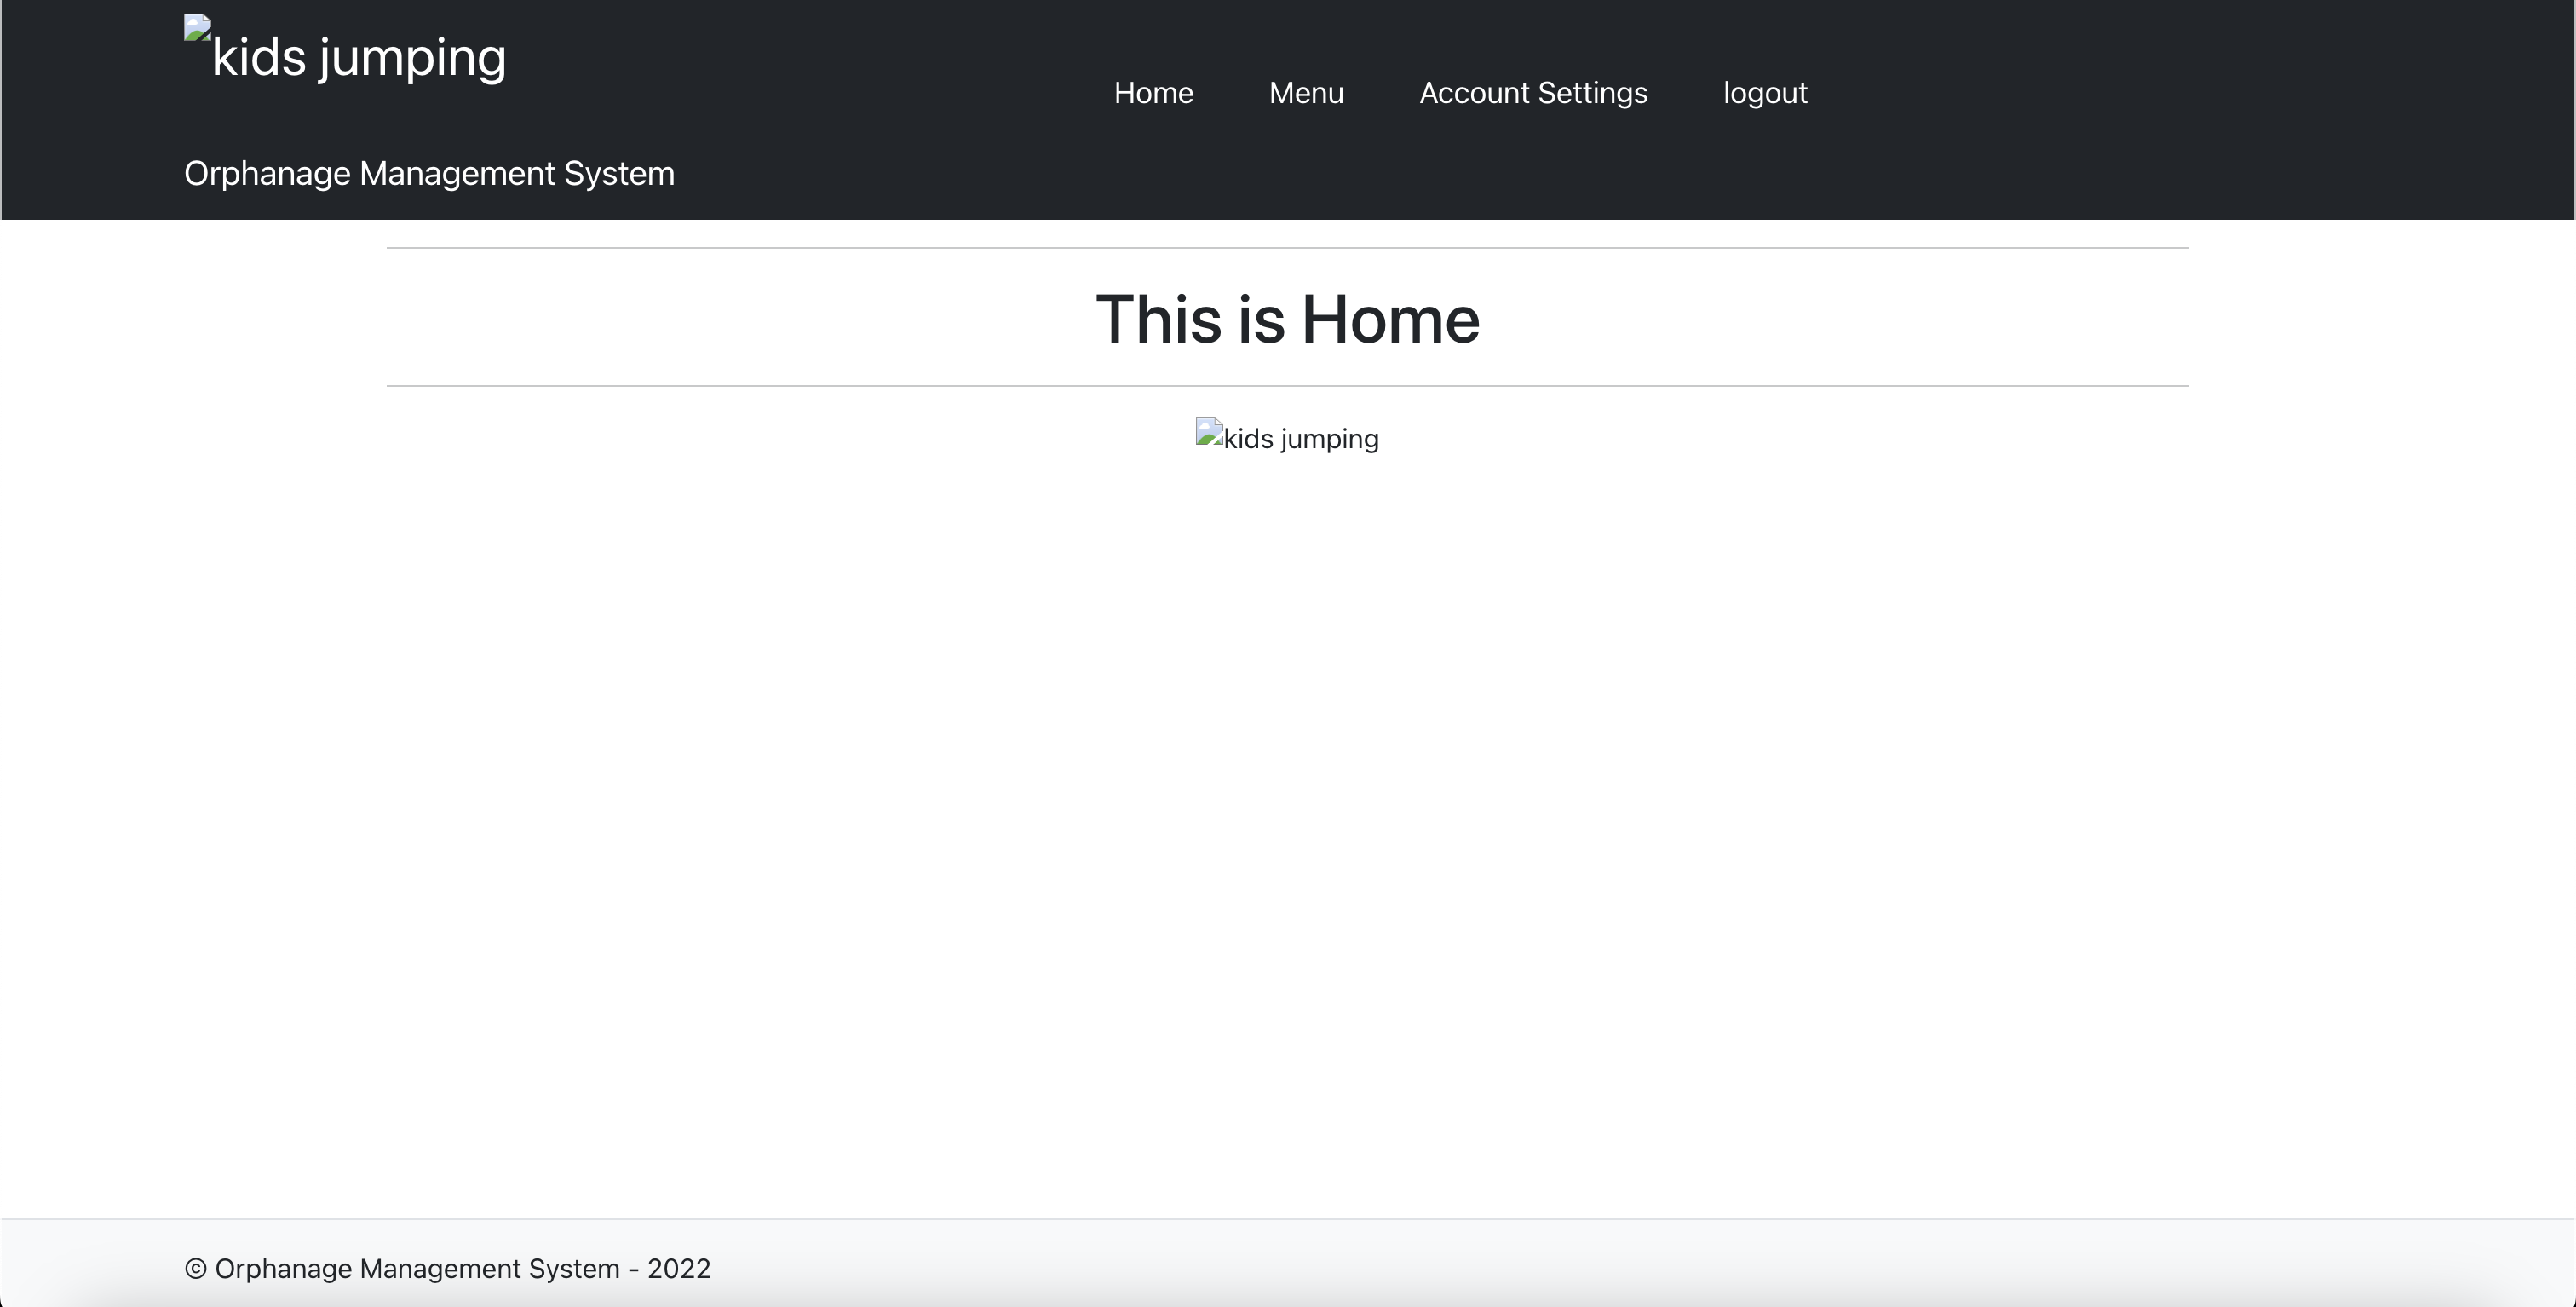 kids jumping
Home Menu Account Settings logout
Orphanage Management System
This is Home
kids jumping
© Orphanage Management System - 2022